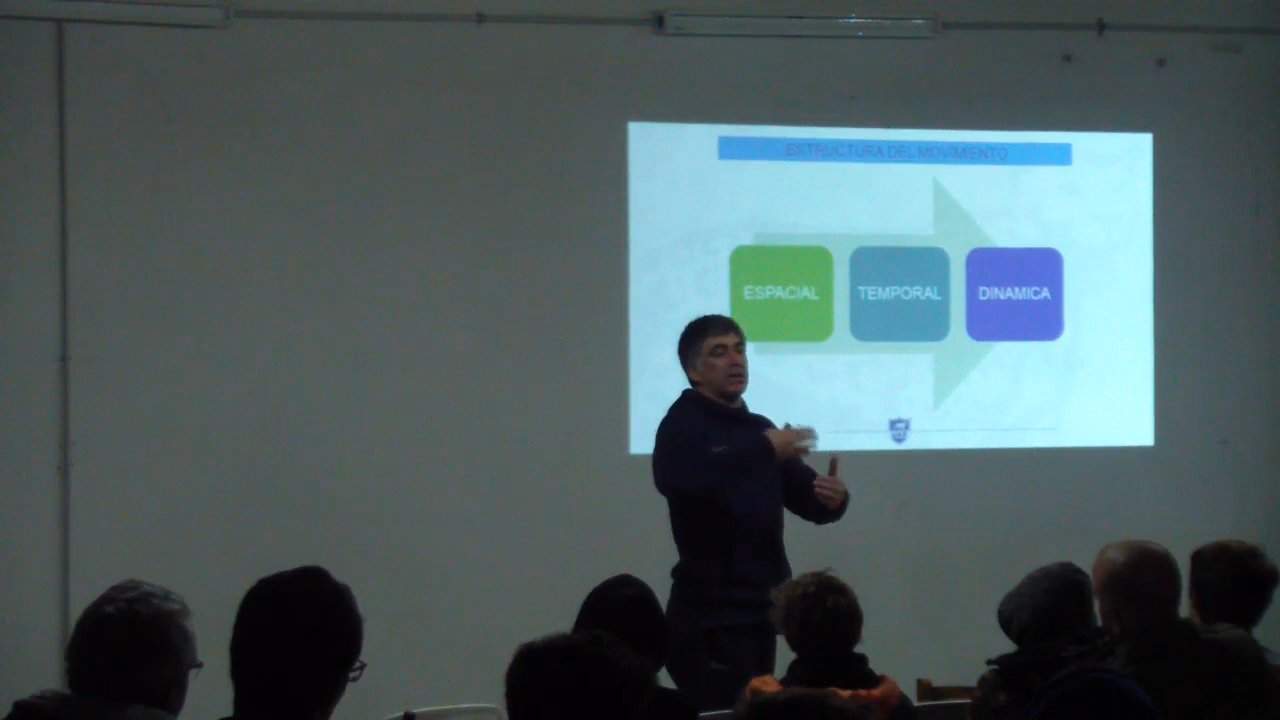 ESTRUCTURA DEL MOVIMIENTO
ESPACIAL
TEMPORAL
DINAMICA